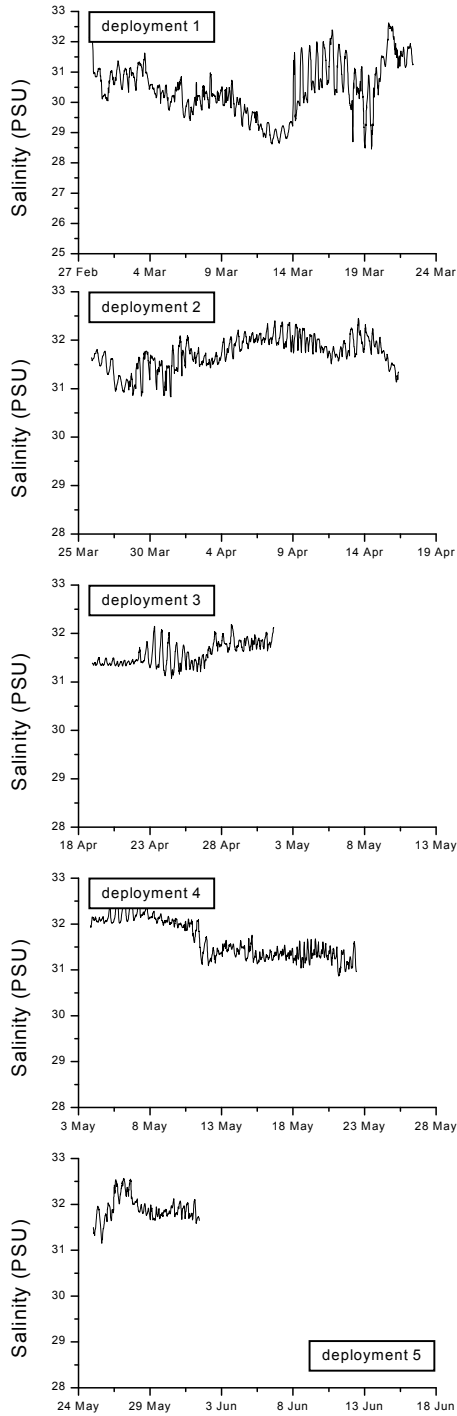 33
deployment 1
32
31
30
29
28
27
26
25
Salinity (PSU)
27 Feb 4 Mar 9 Mar 14 Mar 19 Mar 24 Mar
33
deployment 2
32
31
30
29
28
Salinity (PSU)
25 Mar 30 Mar 4 Apr 9 Apr 14 Apr 19 Apr
33
deployment 3
32
31
30
29
28
Salinity (PSU)
18 Apr 23 Apr 28 Apr 3 May 8 May 13 May
33
deployment 4
32
31
30
29
28
Salinity (PSU)
3 May 8 May 13 May 18 May 23 May 28 May
33
32
31
30
29
deployment 5
28
Salinity (PSU)
24 May 29 May 3 Jun 8 Jun 13 Jun 18 Jun